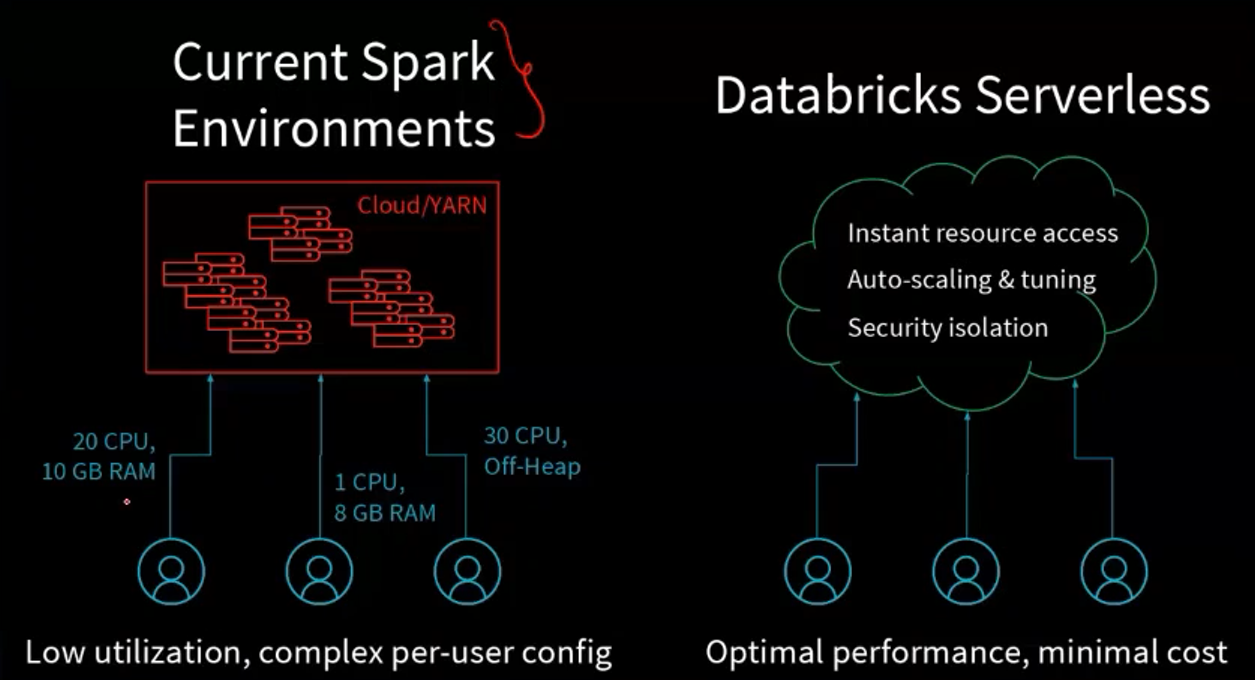 Current Spark
Environments
Cloud/YARN
20 CPU,
10 GB RAM
1 CPU,
8 GB RAM
30 CPU,
Off-Heap
Low utilization, complex per-user config
Databricks Serverless
Instant resource access
Auto-scaling & tuning
Security isolation
Optimal performance, minimal cost